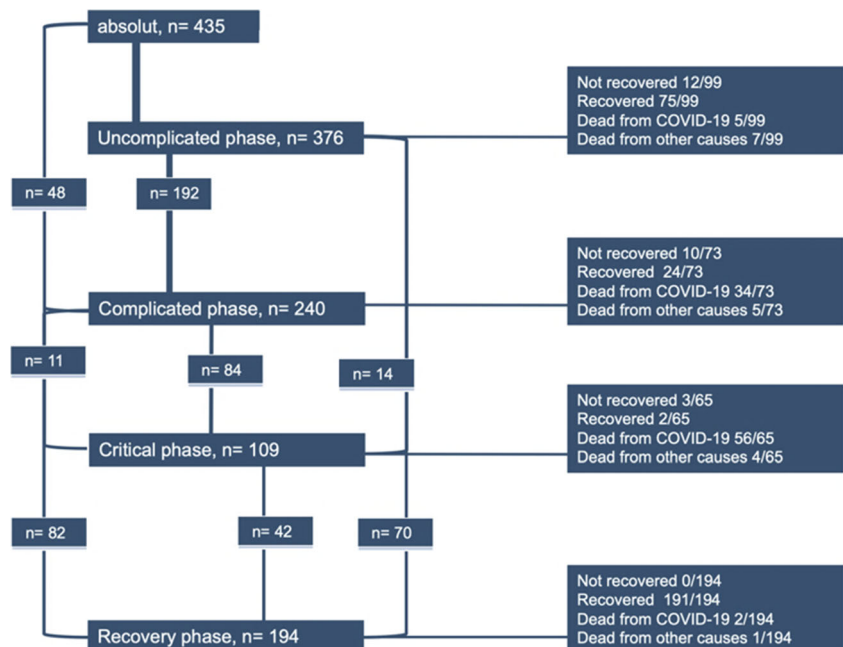 absolut, n= 435
Not recovered 12/99
Recovered 75/99
Dead from COVID-19 5/99
Dead from other causes 7/99
Uncomplicated phase, n= 376
n= 48
n= 192
Not recovered 10/73
Recovered 24/73
Dead from COVID-19 34/73
Dead from other causes 5/73
Complicated phase, n= 240
n= 11
n= 84
n= 14
Not recovered 3/65
Recovered 2/65
Dead from COVID-19 56/65
Dead from other causes 4/65
Critical phase, n= 109
n= 82
n= 42
n= 70
Not recovered 0/194
Recovered 191/194
Dead from COVID-19 2/194
Dead from other causes 1/194
Recovery phase, n= 194